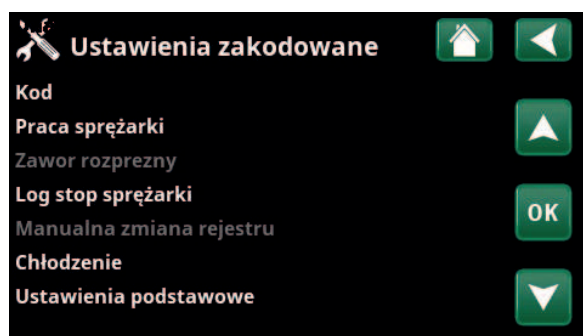 Ustawienia zakodowane
Kod
Praca sprężarki
Zawor rozprezny
Log stop sprężarki
OK
Manualna zmiana rejestru
Chłodzenie
Ustawienia podstawowe